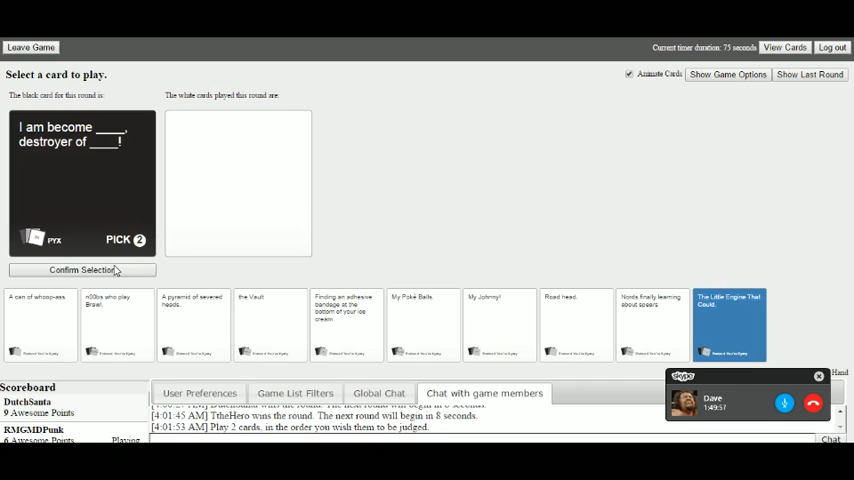 Leave Game
Current timer duration: 75 seconds
View Cards
Log out
Select a card to play.
Animate Cards
Show Game Options
Show Last Round
The black card for this round is:
The white cards played this round are:
I am become ____,
destroyer of ____!
PYX
PICK 2
Confirm Selection
A can of whoop-ass.
n00bs who play
Brawl.
A pyramid of severed
heads.
the Vault
Finding an adhesive
bandage at the
bottom of your ice
cream.
My Poké Balls.
My Johnny!
Road head.
Nords finally learning
about spears
The Little Engine That
Could.
Hand
Scoreboard
DutchSanta
9 Awesome Points
RMGMDPunk
6 Awesome Points
Playing
User Preferences
Game List Filters
Global Chat
Chat with game members
[4:01:45 AM] TtheHero wins the round. The next round will begin in 8 seconds.
[4:01:53 AM] Play 2 cards, in the order you wish them to be judged.
Chat
skype
Dave
1:49:57